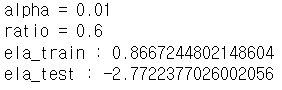 alpha = 0.01
ratio = 0.6
ela_train : 0.8667244802148604
ela_test : -2.7722377026002056